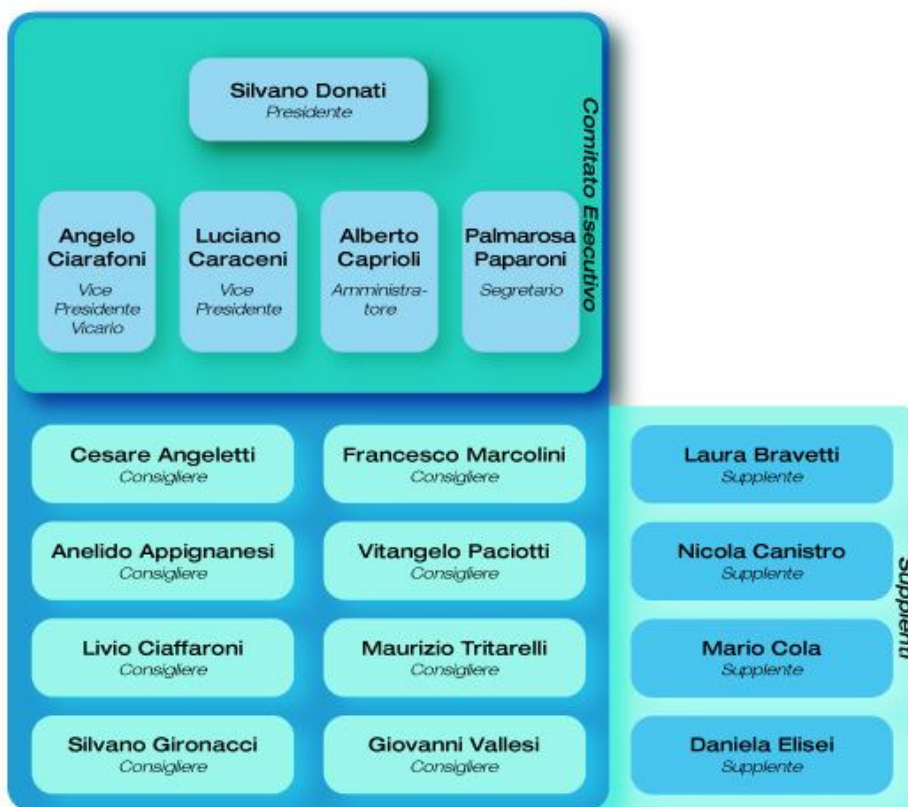 Silvano Donati
Presidente
Comitato Esecutivo
Angelo
Ciarafoni
Vice
Presidente
Vicario
Luciano
Caraceni
Vice
Presidente
Alberto
Caprioli
Amministra-
tore
Palmarosa
Paparoni
Segretario
Cesare Angeletti
Consigliere
Francesco Marcolini
Consigliere
Laura Bravetti
Supplente
Anelido Appignanesi
Consigliere
Vitangelo Paciotti
Consigliere
Nicola Canistro
Supplente
Supplenti
Livio Ciaffaroni
Consigliere
Maurizio Tritarelli
Consigliere
Mario Cola
Supplente
Silvano Gironacci
Consigliere
Giovanni Vallesi
Consigliere
Daniela Elisei
Supplente